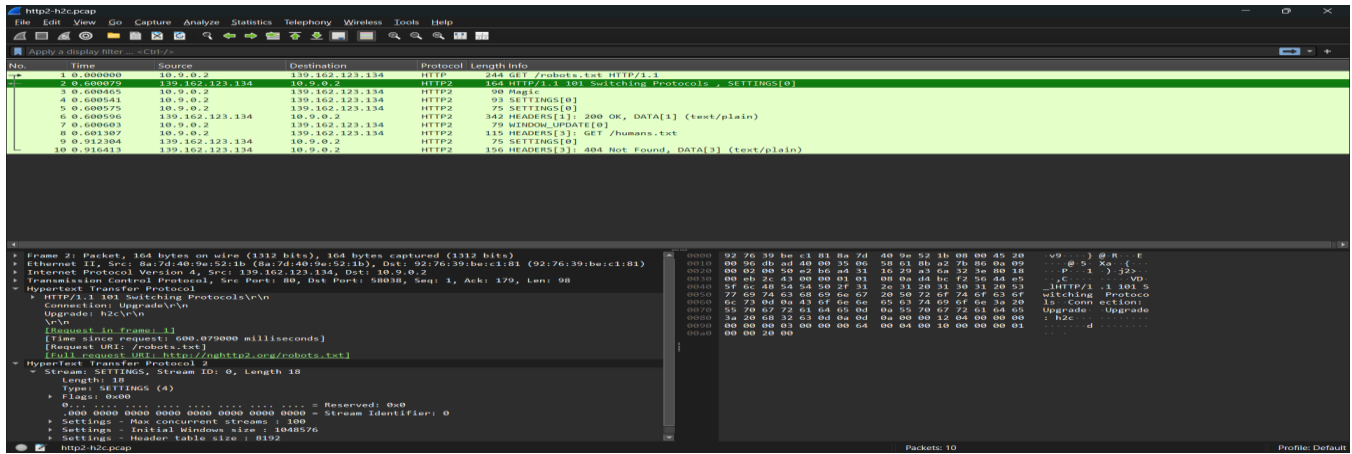 http2-h2c.pcap
File Edit View Go Capture Analyze Statistics Telephony Wireless Tools Help
Apply a display filter ... <Ctrl-/>
No. Time Source Destination Protocol Length Info
1 0.000000 10.9.0.2 139.162.123.134 HTTP 244 GET /robots.txt HTTP/1.1
2 0.600079 139.162.123.134 10.9.0.2 HTTP2 164 HTTP/1.1 101 Switching Protocols , SETTINGS[0]
3 0.600465 10.9.0.2 139.162.123.134 HTTP2 90 Magic
4 0.600541 10.9.0.2 139.162.123.134 HTTP2 93 SETTINGS[0]
5 0.600575 10.9.0.2 139.162.123.134 HTTP2 75 SETTINGS[0]
6 0.600596 139.162.123.134 10.9.0.2 HTTP2 342 HEADERS[1]: 200 OK, DATA[1] (text/plain)
7 0.600603 10.9.0.2 139.162.123.134 HTTP2 79 WINDOW_UPDATE[0]
8 0.601307 10.9.0.2 139.162.123.134 HTTP2 115 HEADERS[3]: GET /humans.txt
9 0.912304 139.162.123.134 10.9.0.2 HTTP2 75 SETTINGS[0]
10 0.916413 139.162.123.134 10.9.0.2 HTTP2 156 HEADERS[3]: 404 Not Found, DATA[3] (text/plain)
Frame 2: Packet, 164 bytes on wire (1312 bits), 164 bytes captured (1312 bits)
Ethernet II, Src: 8a:7d:40:9e:52:1b (8a:7d:40:9e:52:1b), Dst: 92:76:39:be:c1:81 (92:76:39:be:c1:81)
Internet Protocol Version 4, Src: 139.162.123.134, Dst: 10.9.0.2
Transmission Control Protocol, Src Port: 80, Dst Port: 58038, Seq: 1, Ack: 179, Len: 98
Hypertext Transfer Protocol
HTTP/1.1 101 Switching Protocols\r\n
Connection: Upgrade\r\n
Upgrade: h2c\r\n
\r\n
[Request in frame: 1]
[Time since request: 600.079000 milliseconds]
[Request URI: /robots.txt]
[Full request URI: http://nghttp2.org/robots.txt]
HyperText Transfer Protocol 2
Stream: SETTINGS, Stream ID: 0, Length 18
Length: 18
Type: SETTINGS (4)
Flags: 0x00
0... .... .... .... .... .... .... .... = Reserved: 0x0
.000 0000 0000 0000 0000 0000 0000 0000 = Stream Identifier: 0
Settings - Max concurrent streams : 100
Settings - Initial Windows size : 1048576
Settings - Header table size : 8192
0000 92 76 39 be c1 81 8a 7d 40 9e 52 1b 08 00 45 20 ·v9····} @·R···E
0010 00 96 db ad 40 00 35 06 58 61 8b a2 7b 86 0a 09 ····@·5· Xa··{···
0020 00 02 00 50 e2 b6 a4 31 16 29 a3 6a 32 3e 80 18 ···P···1 ·)·j2>··
0030 00 eb 2c 43 00 00 01 01 08 0a d4 bc f2 56 44 e5 ··,C···· ·····VD·
0040 5f 6c 48 54 54 50 2f 31 2e 31 20 31 30 31 20 53 _lHTTP/1 .1 101 S
0050 77 69 74 63 68 69 6e 67 20 50 72 6f 74 6f 63 6f witching Protoco
0060 6c 73 0d 0a 43 6f 6e 6e 65 63 74 69 6f 6e 3a 20 ls··Conn ection:
0070 55 70 67 72 61 64 65 0d 0a 55 70 67 72 61 64 65 Upgrade· ·Upgrade
0080 3a 20 68 32 63 0d 0a 0d 0a 00 00 12 04 00 00 00 : h2c··· ········
0090 00 00 00 03 00 00 00 64 00 04 00 10 00 00 00 01 ·······d ········
00a0 00 00 20 00
http2-h2c.pcap Packets: 10 Profile: Default